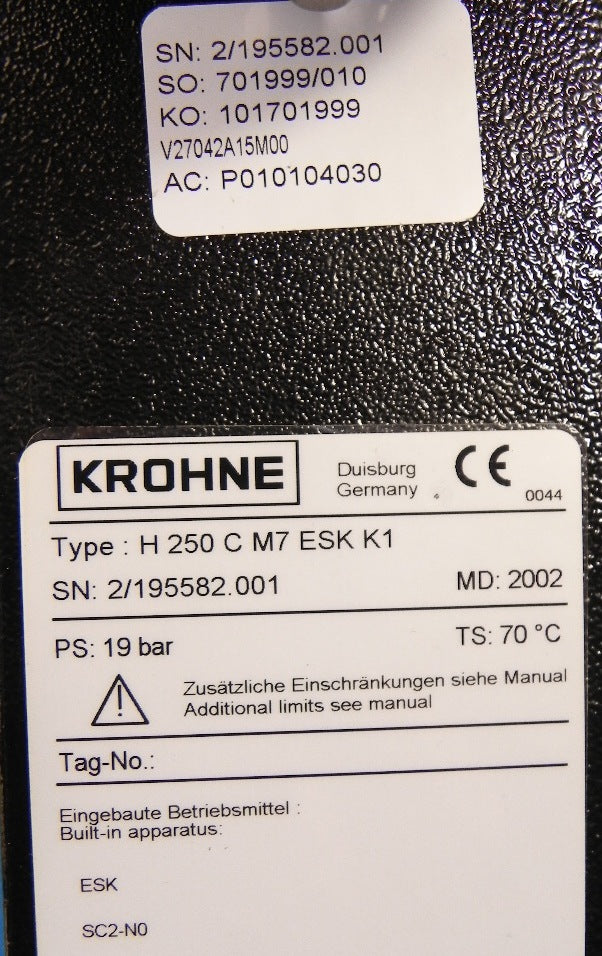 SN: 2/195582.001
SO: 701999/010
KO: 101701999
V27042A15M00
AC: P010104030
KROHNE
Duisburg
Germany
CE
0044
Type : H 250 C M7 ESK K1
SN: 2/195582.001
MD: 2002
PS: 19 bar
TS: 70 °C
Zusätzliche Einschränkungen siehe Manual
Additional limits see manual
Tag-No.:
Eingebaute Betriebsmittel :
Built-in apparatus:
ESK
SC2-N0